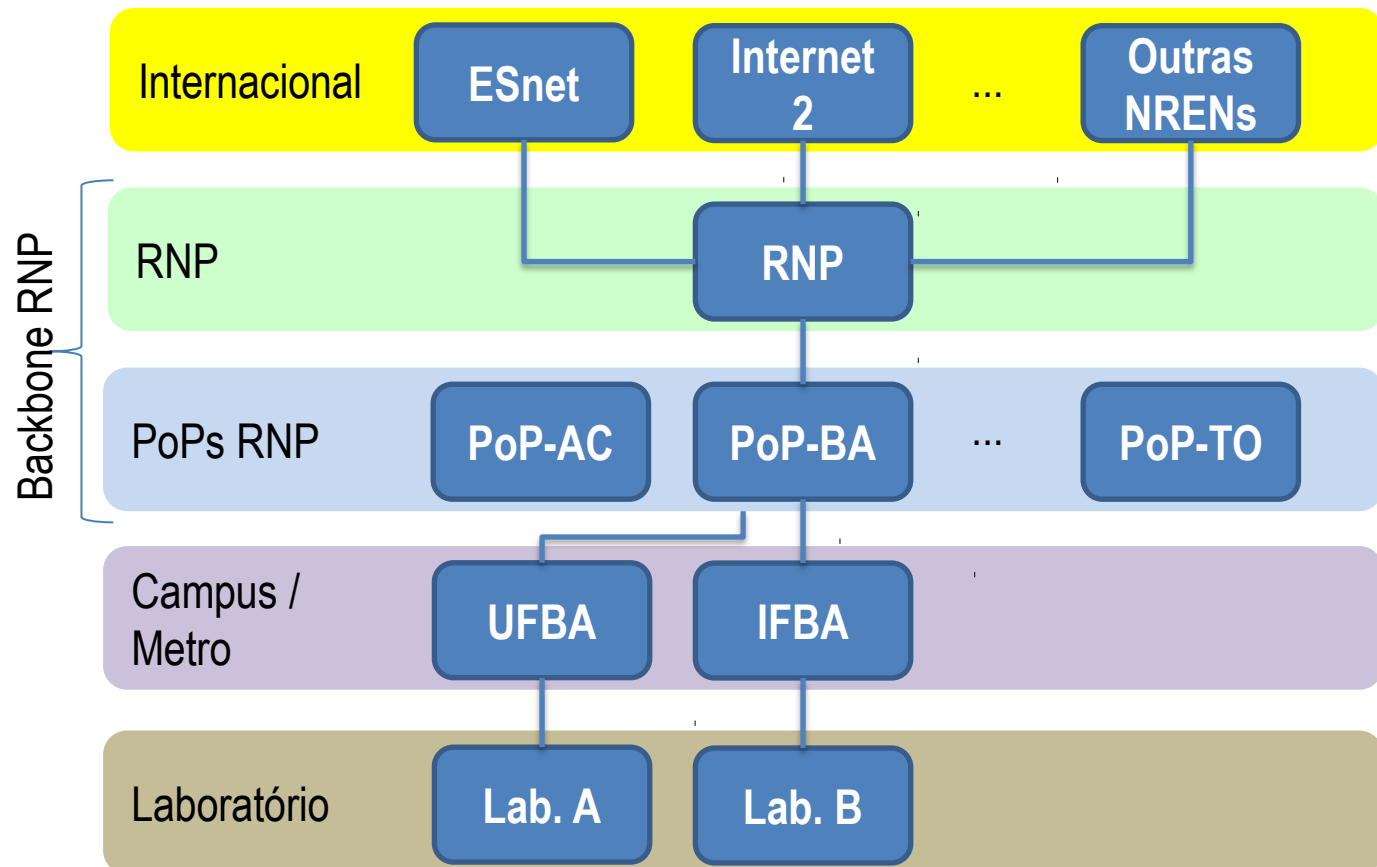 Internacional
ESnet
Internet
2
...
Outras
NRENs
Backbone RNP
RNP
RNP
PoPs RNP
PoP-AC
PoP-BA
...
PoP-TO
Campus /
Metro
UFBA
IFBA
Laboratório
Lab. A
Lab. B